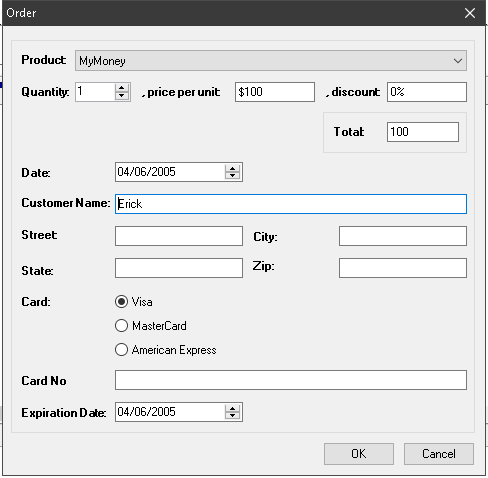 Order
Product: MyMoney
Quantity: 1 , price per unit: $100 , discount: 0%
Total: 100
Date: 04/06/2005
Customer Name: Erick
Street: City:
State: Zip:
Card: Visa
MasterCard
American Express
Card No
Expiration Date: 04/06/2005
OK Cancel